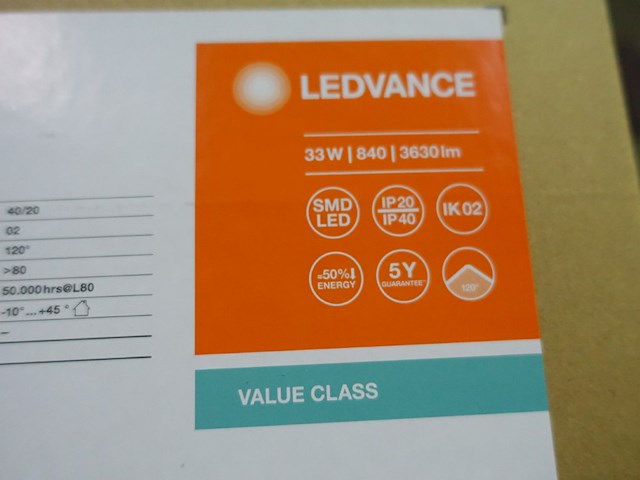 LEDVANCE
33W | 840 | 3630lm
SMD LED
IP20 IP40
IK02
≈50%↓ ENERGY
5Y GUARANTEE*
120°
VALUE CLASS
40/20
02
120°
>80
50.000hrs@L80
-10°...+45°
–